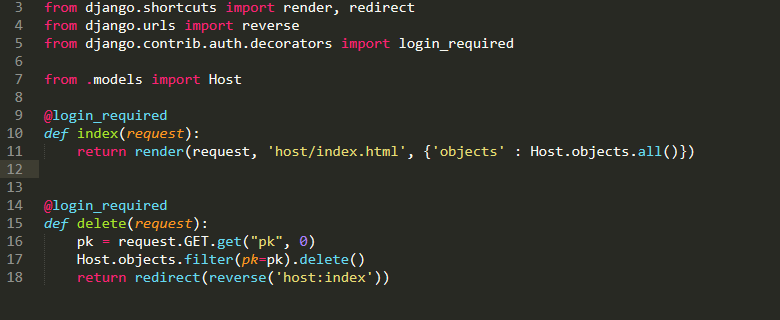 3 from django.shortcuts import render, redirect
4 from django.urls import reverse
5 from django.contrib.auth.decorators import login_required
6
7 from .models import Host
8
9 @login_required
10 def index(request):
11     return render(request, 'host/index.html', {'objects' : Host.objects.all()})
12
13
14 @login_required
15 def delete(request):
16     pk = request.GET.get("pk", 0)
17     Host.objects.filter(pk=pk).delete()
18     return redirect(reverse('host:index'))